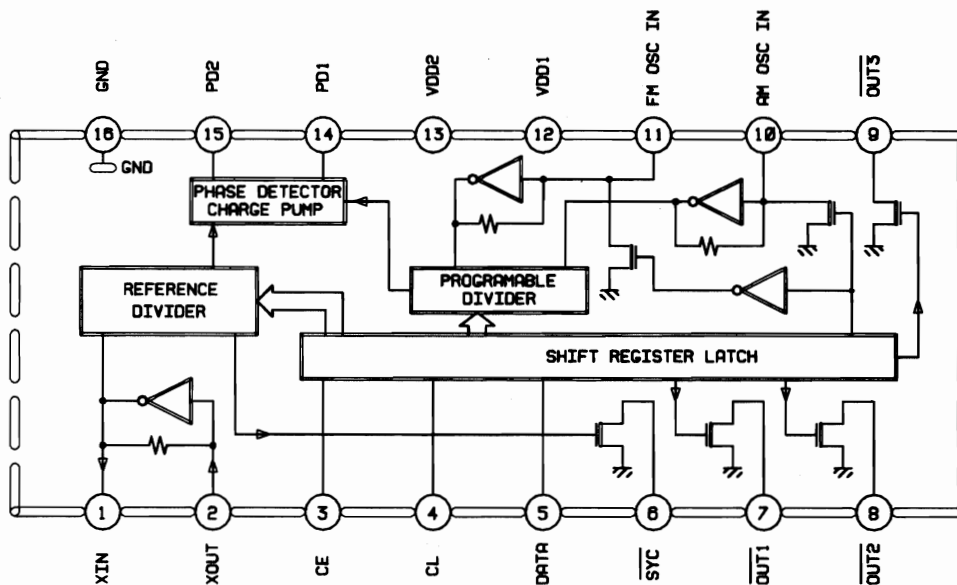 GND
PD2
PD1
VDD2
VDD1
FM OSC IN
AM OSC IN
OUT3
16
15
14
13
12
11
10
9
GND
PHASE DETECTOR
CHARGE PUMP
REFERENCE
DIVIDER
PROGRAMABLE
DIVIDER
SHIFT REGISTER LATCH
1
2
3
4
5
6
7
8
XIN
XOUT
CE
CL
DATA
SYC
OUT1
OUT2